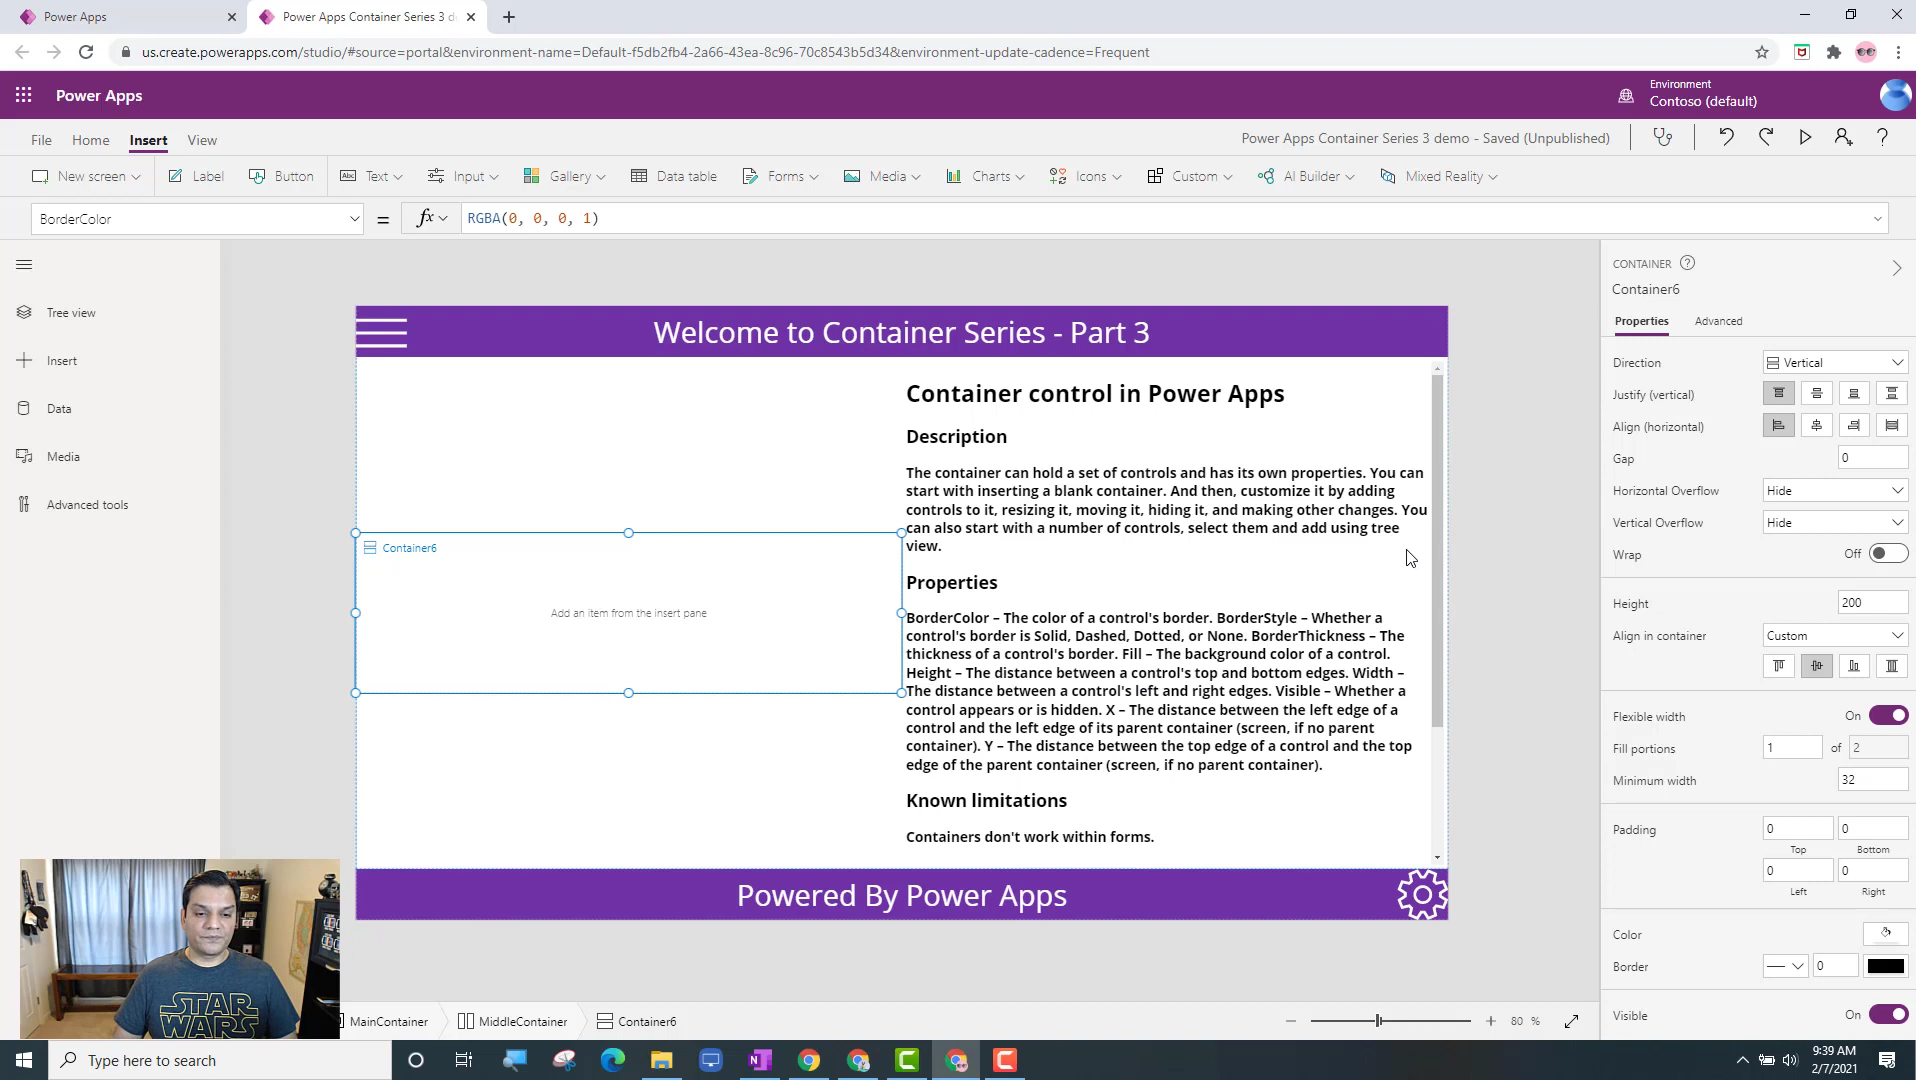 Power Apps
Power Apps Container Series 3 d
us.create.powerapps.com/studio/#source=portal&environment-name=Default-f5db2fb4-2a66-43ea-8c96-70c8543b5d34&environment-update-cadence=Frequent
Power Apps
Environment
Contoso (default)
File Home Insert View
Power Apps Container Series 3 demo - Saved (Unpublished)
New screen Label Button Text Input Gallery Data table Forms Media Charts Icons Custom AI Builder Mixed Reality
BorderColor = fx RGBA(0, 0, 0, 1)
Tree view
Insert
Data
Media
Advanced tools
Welcome to Container Series - Part 3
Container6
Add an item from the insert pane
Container control in Power Apps
Description
The container can hold a set of controls and has its own properties. You can
start with inserting a blank container. And then, customize it by adding
controls to it, resizing it, moving it, hiding it, and making other changes. You
can also start with a number of controls, select them and add using tree
view.
Properties
BorderColor – The color of a control's border. BorderStyle – Whether a
control's border is Solid, Dashed, Dotted, or None. BorderThickness – The
thickness of a control's border. Fill – The background color of a control.
Height – The distance between a control's top and bottom edges. Width –
The distance between a control's left and right edges. Visible – Whether a
control appears or is hidden. X – The distance between the left edge of a
control and the left edge of its parent container (screen, if no parent
container). Y – The distance between the top edge of a control and the top
edge of the parent container (screen, if no parent container).
Known limitations
Containers don't work within forms.
Powered By Power Apps
CONTAINER
Container6
Properties Advanced
Direction Vertical
Justify (vertical)
Align (horizontal)
Gap 0
Horizontal Overflow Hide
Vertical Overflow Hide
Wrap Off
Height 200
Align in container Custom
Flexible width On
Fill portions 1 of 2
Minimum width 32
Padding 0 0
Top Bottom
0 0
Left Right
Color
Border 0
Visible On
STAR
WARS
MainContainer MiddleContainer Container6
80 %
Type here to search
9:39 AM
2/7/2021